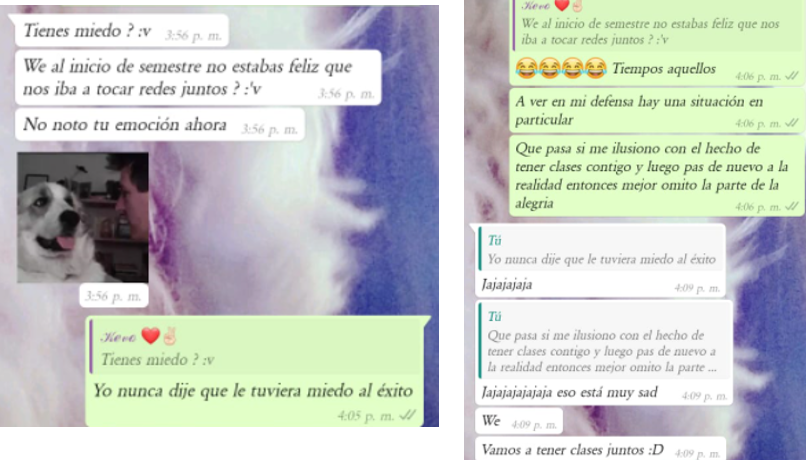 Tienes miedo ? :v 3:56 p. m.
We al inicio de semestre no estabas feliz que
nos iba a tocar redes juntos ? :'v 3:56 p. m.
No noto tu emoción ahora 3:56 p. m.
3:56 p. m.
Kevo ❤️✌🏻
Tienes miedo ? :v
Yo nunca dije que le tuviera miedo al éxito
4:05 p. m.
Kevo ❤️✌🏻
We al inicio de semestre no estabas feliz que nos
iba a tocar redes juntos ? :'v
😂😂😂😂 Tiempos aquellos 4:06 p. m.
A ver en mi defensa hay una situación en
particular 4:06 p. m.
Que pasa si me ilusiono con el hecho de
tener clases contigo y luego pas de nuevo a la
realidad entonces mejor omito la parte de la
alegria 4:06 p. m.
Tú
Yo nunca dije que le tuviera miedo al éxito
Jajajajaja 4:09 p. m.
Tú
Que pasa si me ilusiono con el hecho de
tener clases contigo y luego pas de nuevo a
la realidad entonces mejor omito la parte ...
Jajajajajajaja eso está muy sad 4:09 p. m.
We 4:09 p. m.
Vamos a tener clases juntos :D 4:09 p. m.